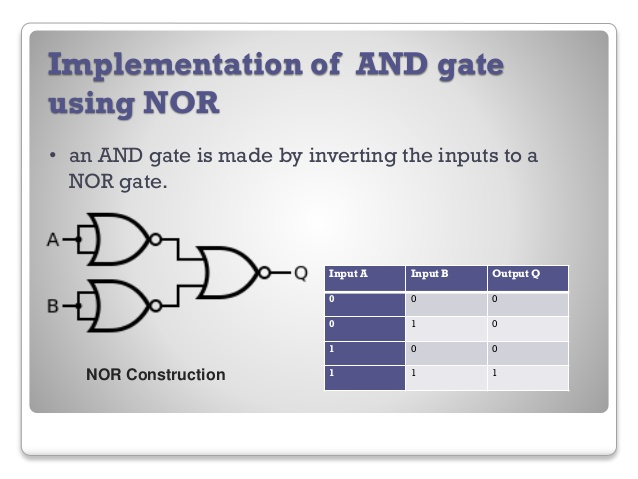 Implementation of AND gate
using NOR
• an AND gate is made by inverting the inputs to a
NOR gate.
A
B
Q
NOR Construction
Input A Input B Output Q
0 0 0
0 1 0
1 0 0
1 1 1